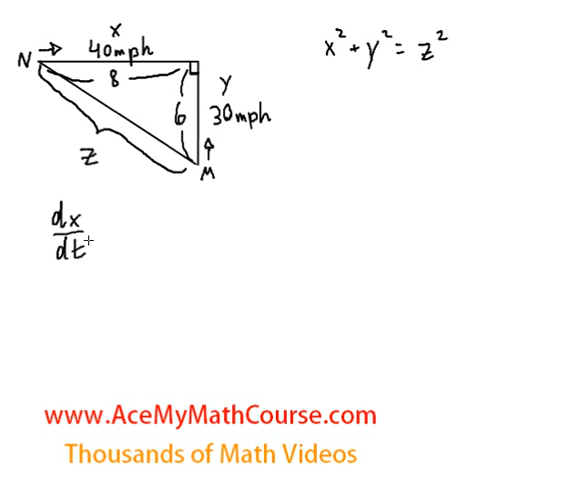 x
N → 40mph
8
y
6 30mph
z
M
x² + y² = z²
dx
dt
www.AceMyMathCourse.com
Thousands of Math Videos